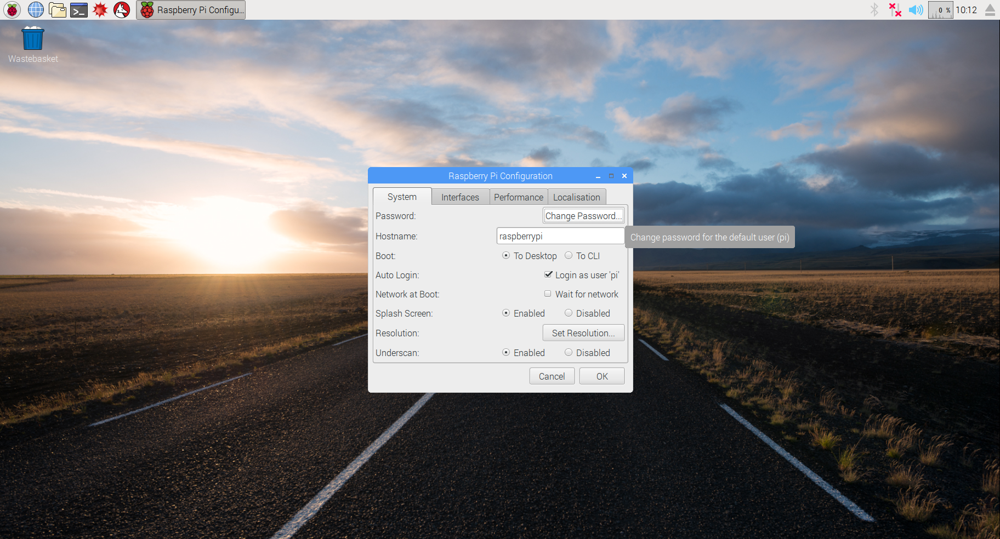 Raspberry Pi Configu...
0 %
10:12
Wastebasket
Raspberry Pi Configuration
System
Interfaces
Performance
Localisation
Password:
Change Password...
Hostname:
raspberrypi
Change password for the default user (pi)
Boot:
To Desktop
To CLI
Auto Login:
Login as user 'pi'
Network at Boot:
Wait for network
Splash Screen:
Enabled
Disabled
Resolution:
Set Resolution...
Underscan:
Enabled
Disabled
Cancel
OK